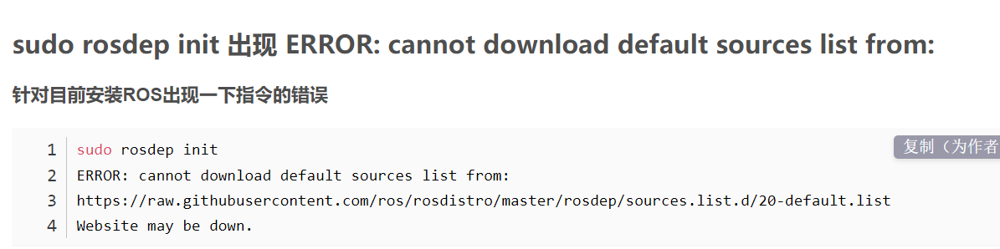 sudo rosdep init 出现 ERROR: cannot download default sources list from:
针对目前安装ROS出现一下指令的错误
1 sudo rosdep init
复制（为作者
2 ERROR: cannot download default sources list from:
3 https://raw.githubusercontent.com/ros/rosdistro/master/rosdep/sources.list.d/20-default.list
4 Website may be down.